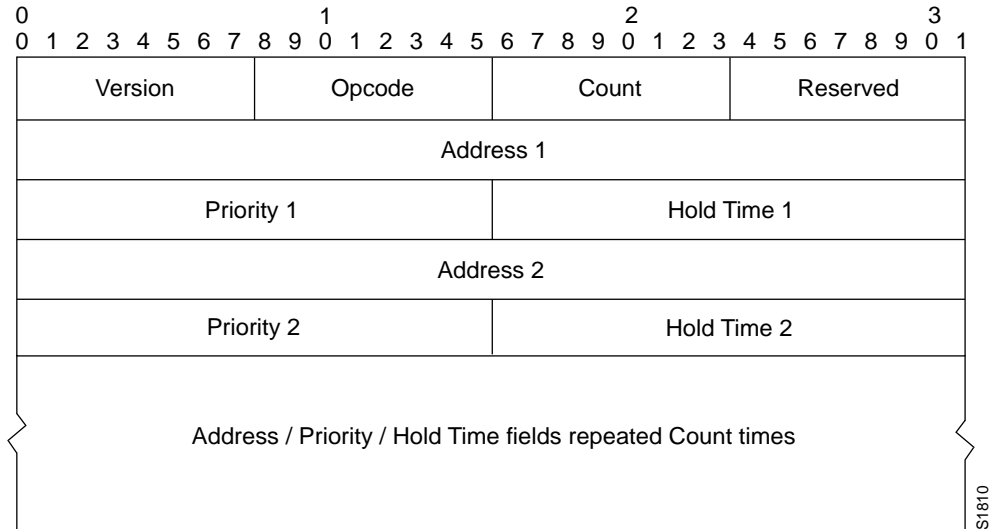 0 1 2 3
0 1 2 3 4 5 6 7 8 9 0 1 2 3 4 5 6 7 8 9 0 1 2 3 4 5 6 7 8 9 0 1
Version Opcode Count Reserved
Address 1
Priority 1 Hold Time 1
Address 2
Priority 2 Hold Time 2
Address / Priority / Hold Time fields repeated Count times
S1810